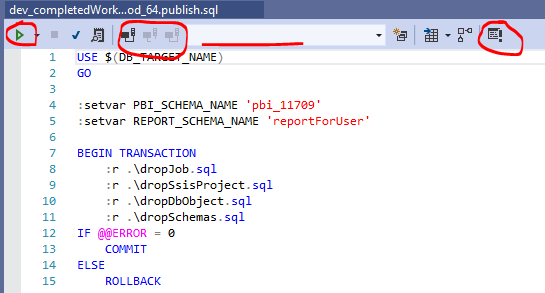 dev_completedWork...od_64.publish.sql
1 USE $(DB_TARGET_NAME)
2 GO
3
4 :setvar PBI_SCHEMA_NAME 'pbi_11709'
5 :setvar REPORT_SCHEMA_NAME 'reportForUser'
6
7 BEGIN TRANSACTION
8 :r .\dropJob.sql
9 :r .\dropSsisProject.sql
10 :r .\dropDbObject.sql
11 :r .\dropSchemas.sql
12 IF @@ERROR = 0
13 COMMIT
14 ELSE
15 ROLLBACK